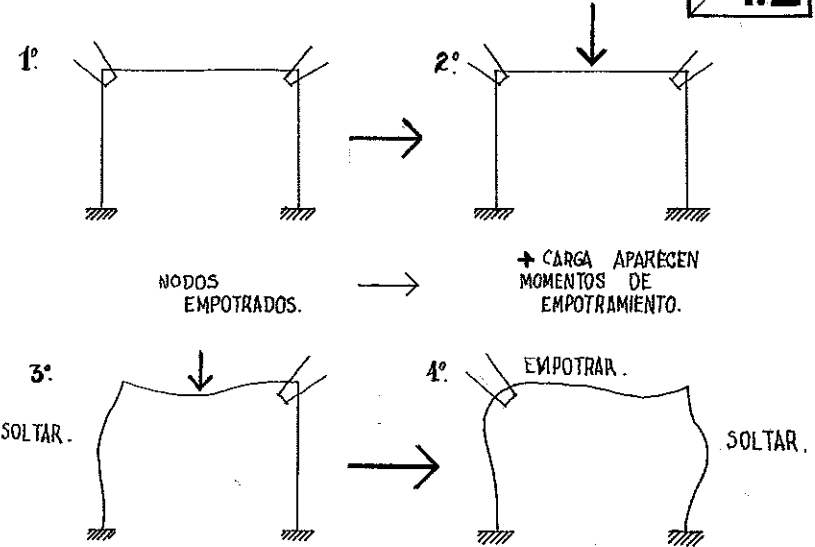 1º.
2º.
NODOS
EMPOTRADOS.
+ CARGA APARECEN
MOMENTOS DE
EMPOTRAMIENTO.
3º.
SOLTAR.
4º.
EMPOTRAR.
SOLTAR.